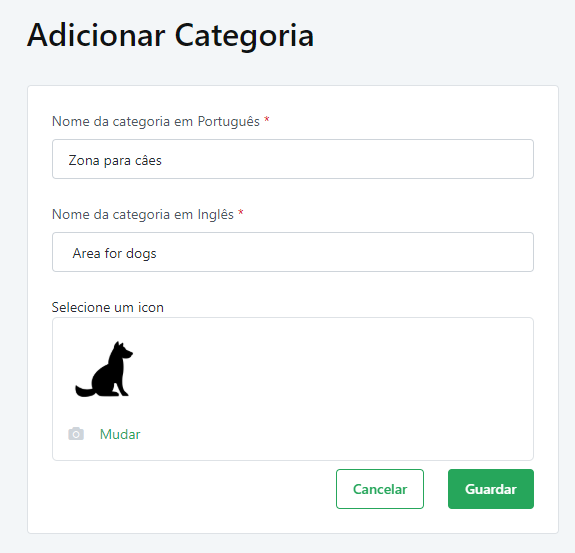 Adicionar Categoria
Nome da categoria em Português *
Zona para câes
Nome da categoria em Inglês *
Area for dogs
Selecione um icon
Mudar
Cancelar
Guardar